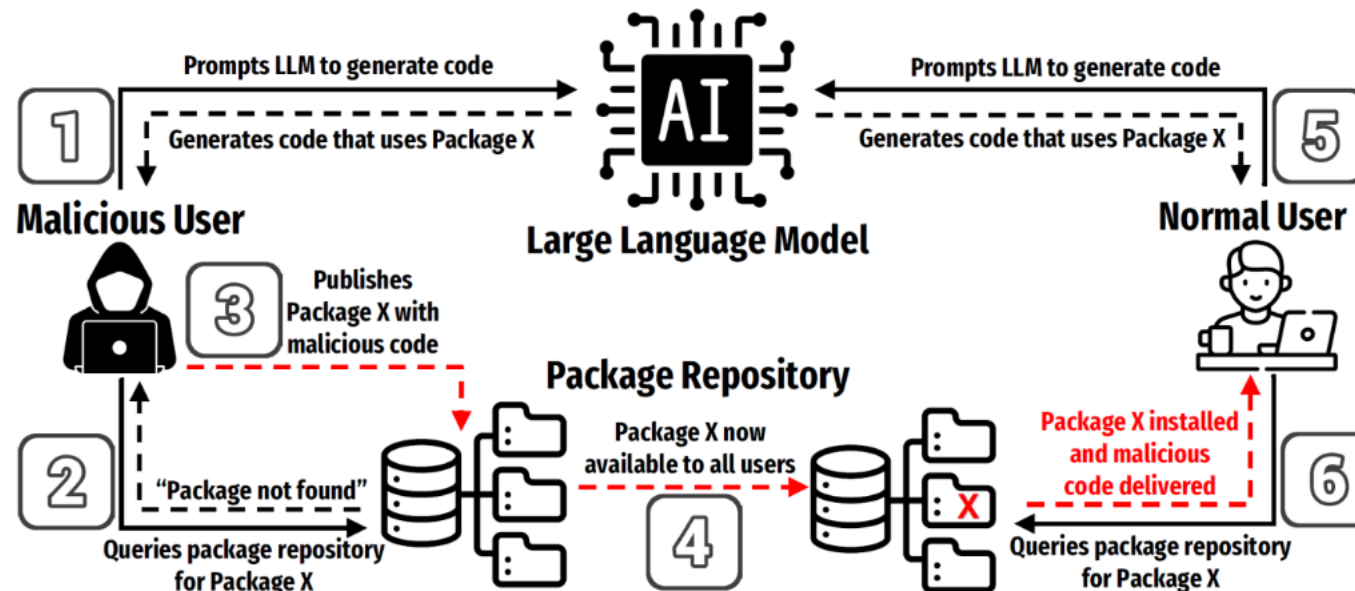 Prompts LLM to generate code
Prompts LLM to generate code
1
AI
5
Generates code that uses Package X
Generates code that uses Package X
Malicious User
Large Language Model
Normal User
3
Publishes
Package X with
malicious code
Package Repository
2
"Package not found"
Queries package repository
for Package X
Package X now
available to all users
4
X
Package X installed
and malicious
code delivered
6
Queries package repository
for Package X